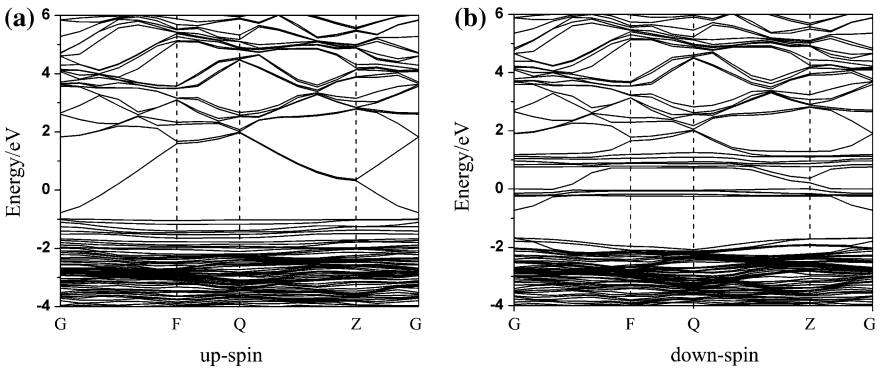 (a)
6
4
2
0
-2
-4
Energy/eV
G F Q Z G
up-spin
(b)
6
4
2
0
-2
-4
Energy/eV
G F Q Z G
down-spin